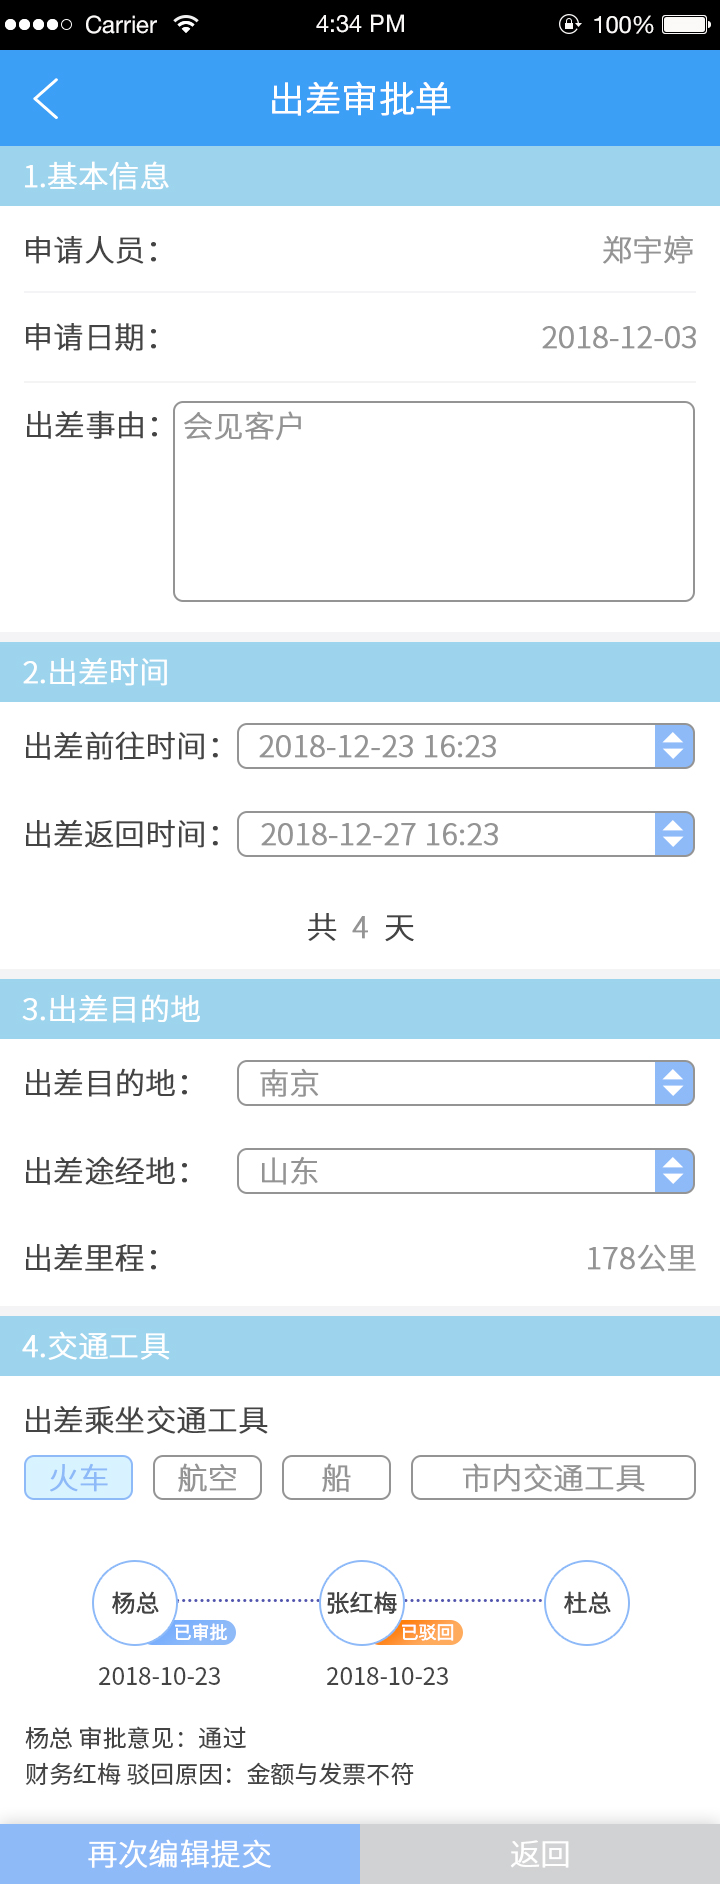 Carrier 4:34 PM 100%
出差审批单
1.基本信息
申请人员： 郑宇婷
申请日期： 2018-12-03
出差事由： 会见客户
2.出差时间
出差前往时间： 2018-12-23 16:23
出差返回时间： 2018-12-27 16:23
共 4 天
3.出差目的地
出差目的地： 南京
出差途经地： 山东
出差里程： 178公里
4.交通工具
出差乘坐交通工具
火车 航空 船 市内交通工具
杨总 张红梅 杜总
已审批 已驳回
2018-10-23 2018-10-23
杨总 审批意见：通过
财务红梅 驳回原因：金额与发票不符
再次编辑提交 返回